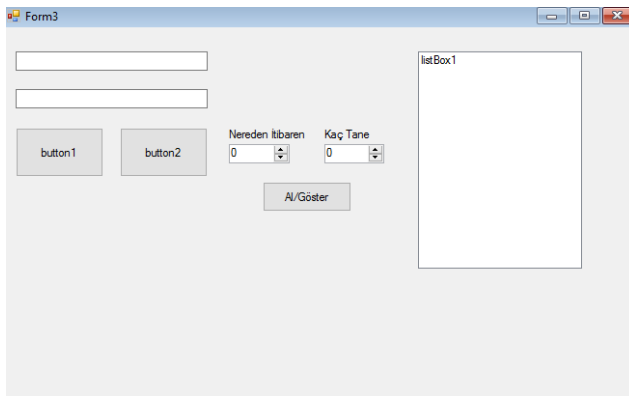 Form3
listBox1
Nereden İtibaren Kaç Tane
button1 button2 0 0
Al/Göster